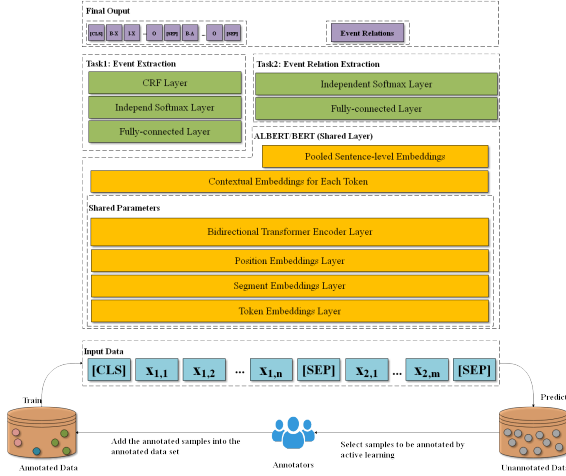 Final Ouput
[CLS] B-X I-X – O [SEP] B-A – O [SEP]
Event Relations
Task1: Event Extraction
Task2: Event Relation Extraction
CRF Layer
Independ Softmax Layer
Fully-connected Layer
Independent Softmax Layer
Fully-connected Layer
ALBERT/BERT (Shared Layer)
Pooled Sentence-level Embeddings
Contextual Embeddings for Each Token
Shared Parameters
Bidirectional Transformer Encoder Layer
Position Embeddings Layer
Segment Embeddings Layer
Token Embeddings Layer
Input Data
[CLS] x1,1 x1,2 ... x1,n [SEP] x2,1 ... x2,m [SEP]
Train
Predict
Add the annotated samples into the
annotated data set
Select samples to be annotated by
active learning
Annotated Data
Annotators
Unannotated Data